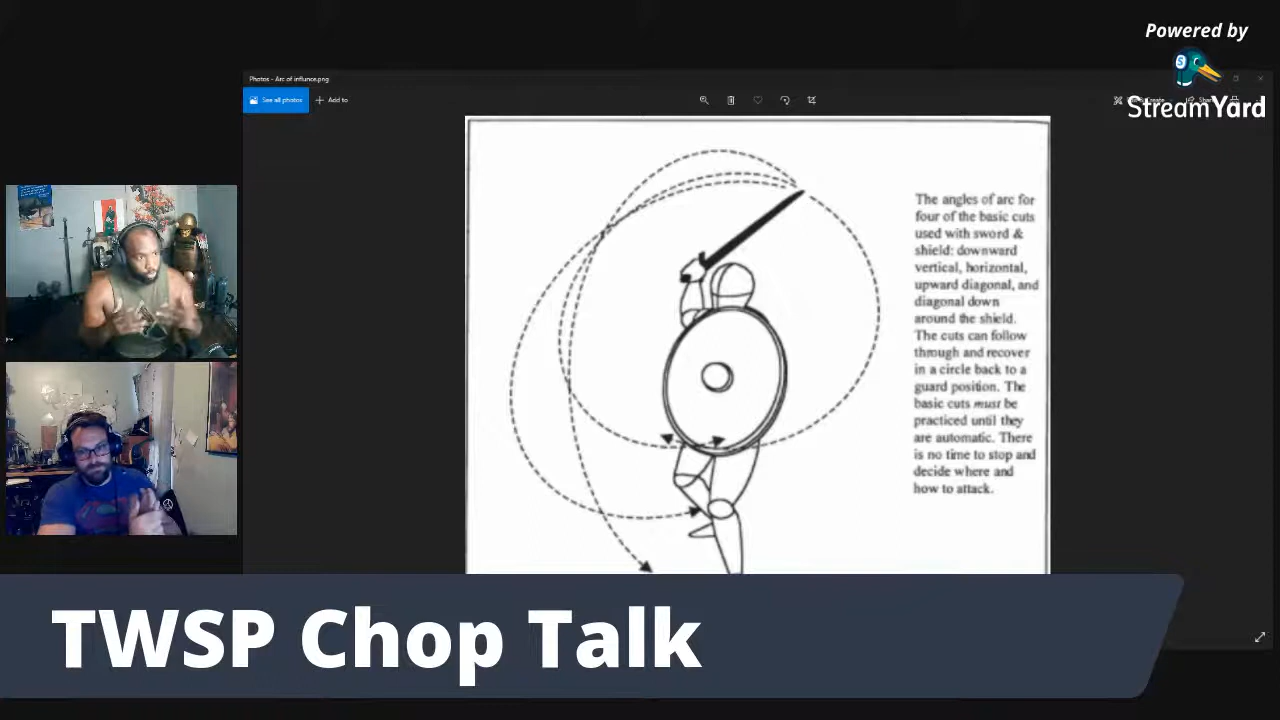 Powered by
StreamYard
Photos - Arc of influnce.png
See all photos
Add to
The angles of arc for
four of the basic cuts
used with sword &
shield: downward
vertical, horizontal,
upward diagonal, and
diagonal down
around the shield.
The cuts can follow
through and recover
in a circle back to a
guard position. The
basic cuts must be
practiced until they
are automatic. There
is no time to stop and
decide where and
how to attack.
TWSP Chop Talk